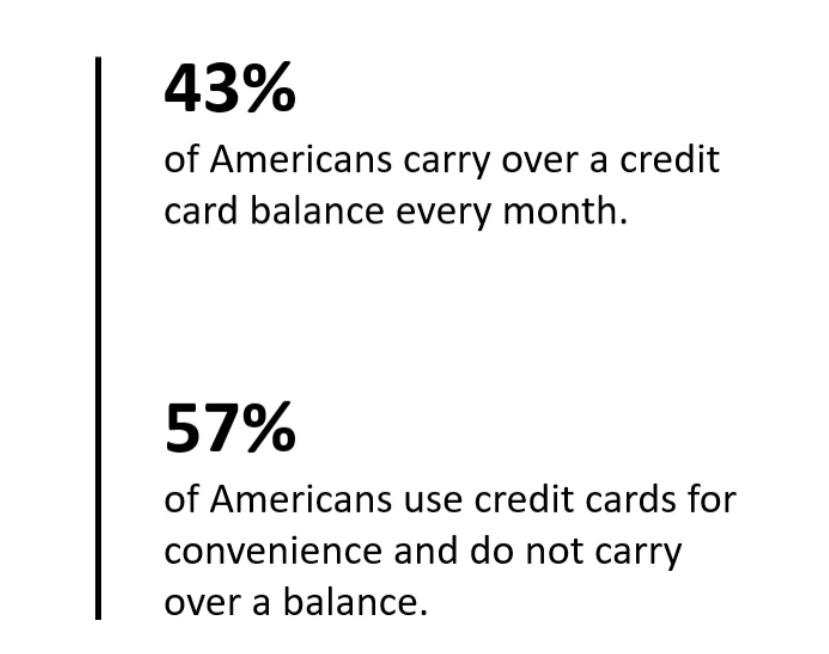 43%
of Americans carry over a credit
card balance every month.
57%
of Americans use credit cards for
convenience and do not carry
over a balance.